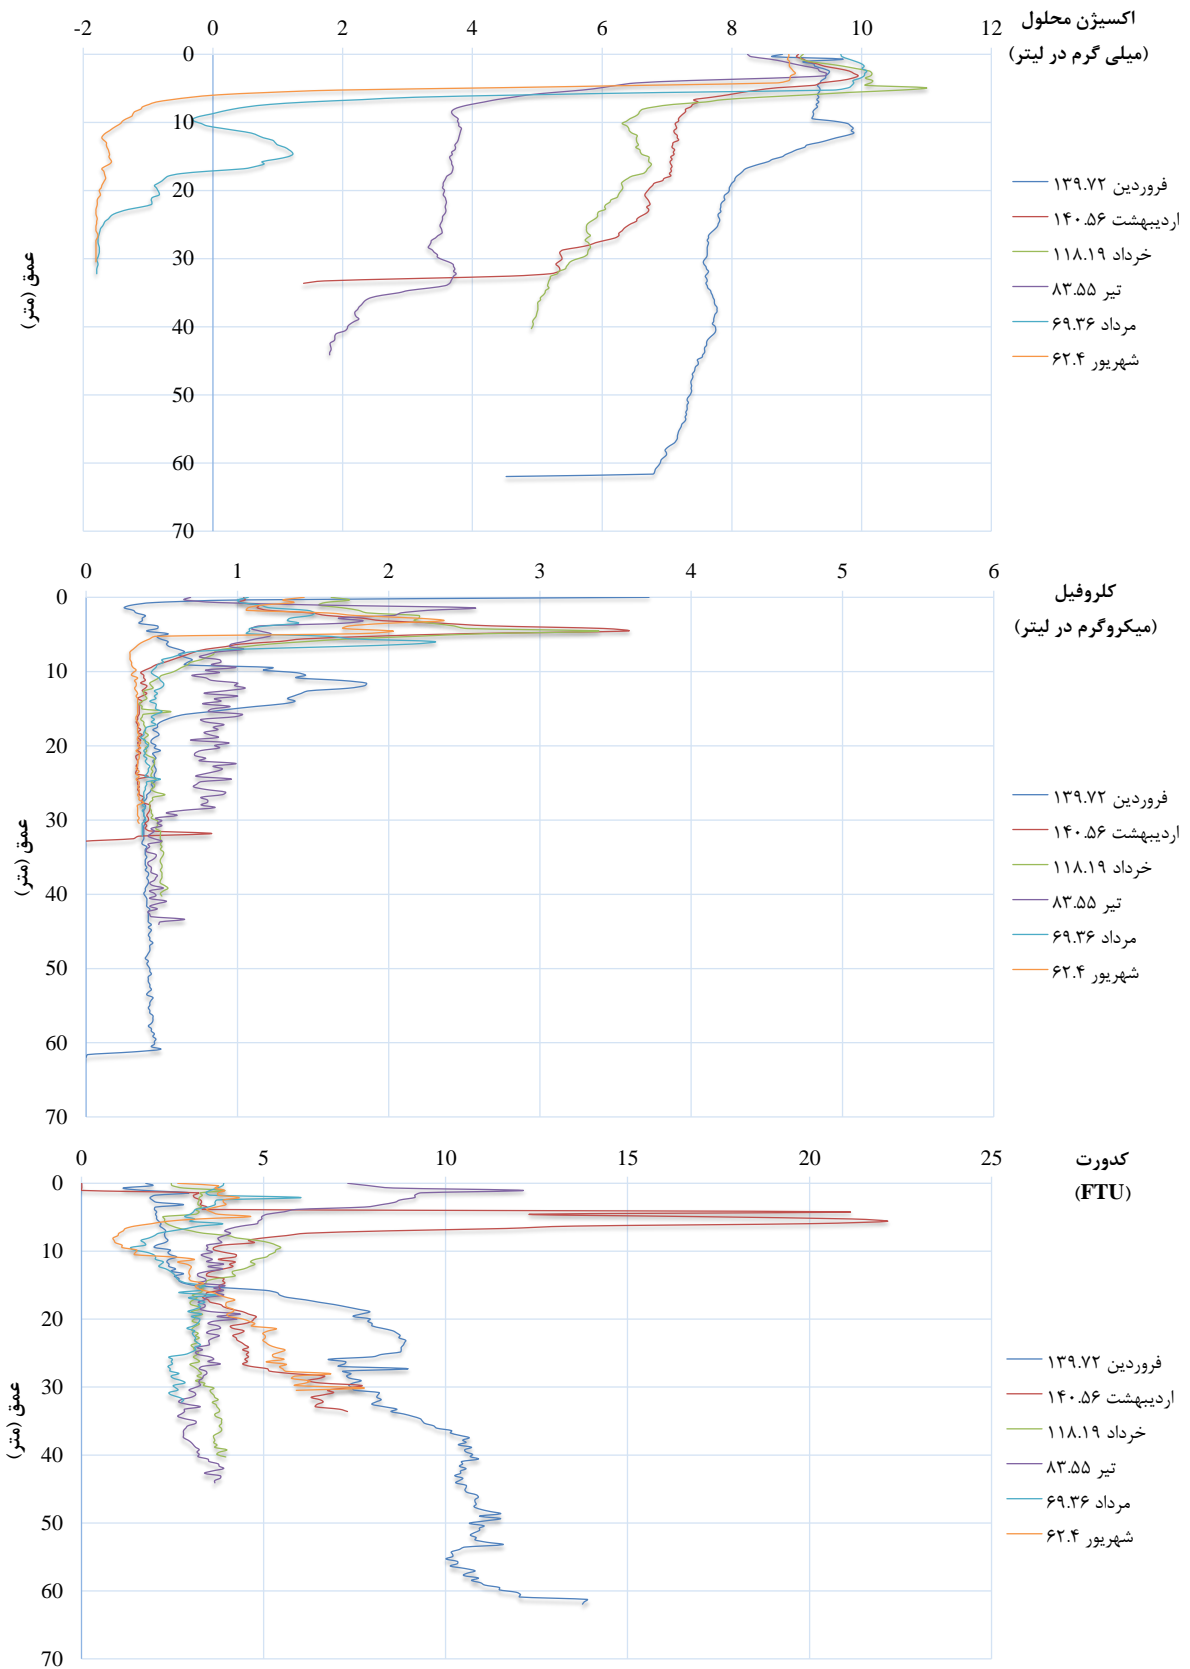 -2 0 2 4 6 8 10 12
اکسیژن محلول
(میلی گرم در لیتر)
0
10
20
30
40
50
60
70
عمق (متر)
فروردین ۱۳۹.۷۲
اردیبهشت ۱۴۰.۵۶
خرداد ۱۱۸.۱۹
تیر ۸۳.۵۵
مرداد ۶۹.۳۶
شهریور ۶۲.۴
0 1 2 3 4 5 6
کلروفیل
(میکروگرم در لیتر)
0
10
20
30
40
50
60
70
عمق (متر)
فروردین ۱۳۹.۷۲
اردیبهشت ۱۴۰.۵۶
خرداد ۱۱۸.۱۹
تیر ۸۳.۵۵
مرداد ۶۹.۳۶
شهریور ۶۲.۴
0 5 10 15 20 25
کدورت
(FTU)
0
10
20
30
40
50
60
70
عمق (متر)
فروردین ۱۳۹.۷۲
اردیبهشت ۱۴۰.۵۶
خرداد ۱۱۸.۱۹
تیر ۸۳.۵۵
مرداد ۶۹.۳۶
شهریور ۶۲.۴